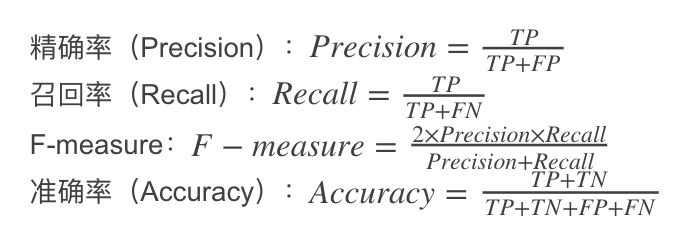 精确率（Precision）：Precision = TP / TP+FP
召回率（Recall）：Recall = TP / TP+FN
F-measure：F − measure = 2×Precision×Recall / Precision+Recall
准确率（Accuracy）：Accuracy = TP+TN / TP+TN+FP+FN